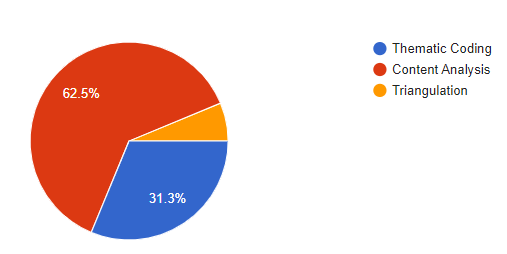 62.5%
31.3%
Thematic Coding
Content Analysis
Triangulation